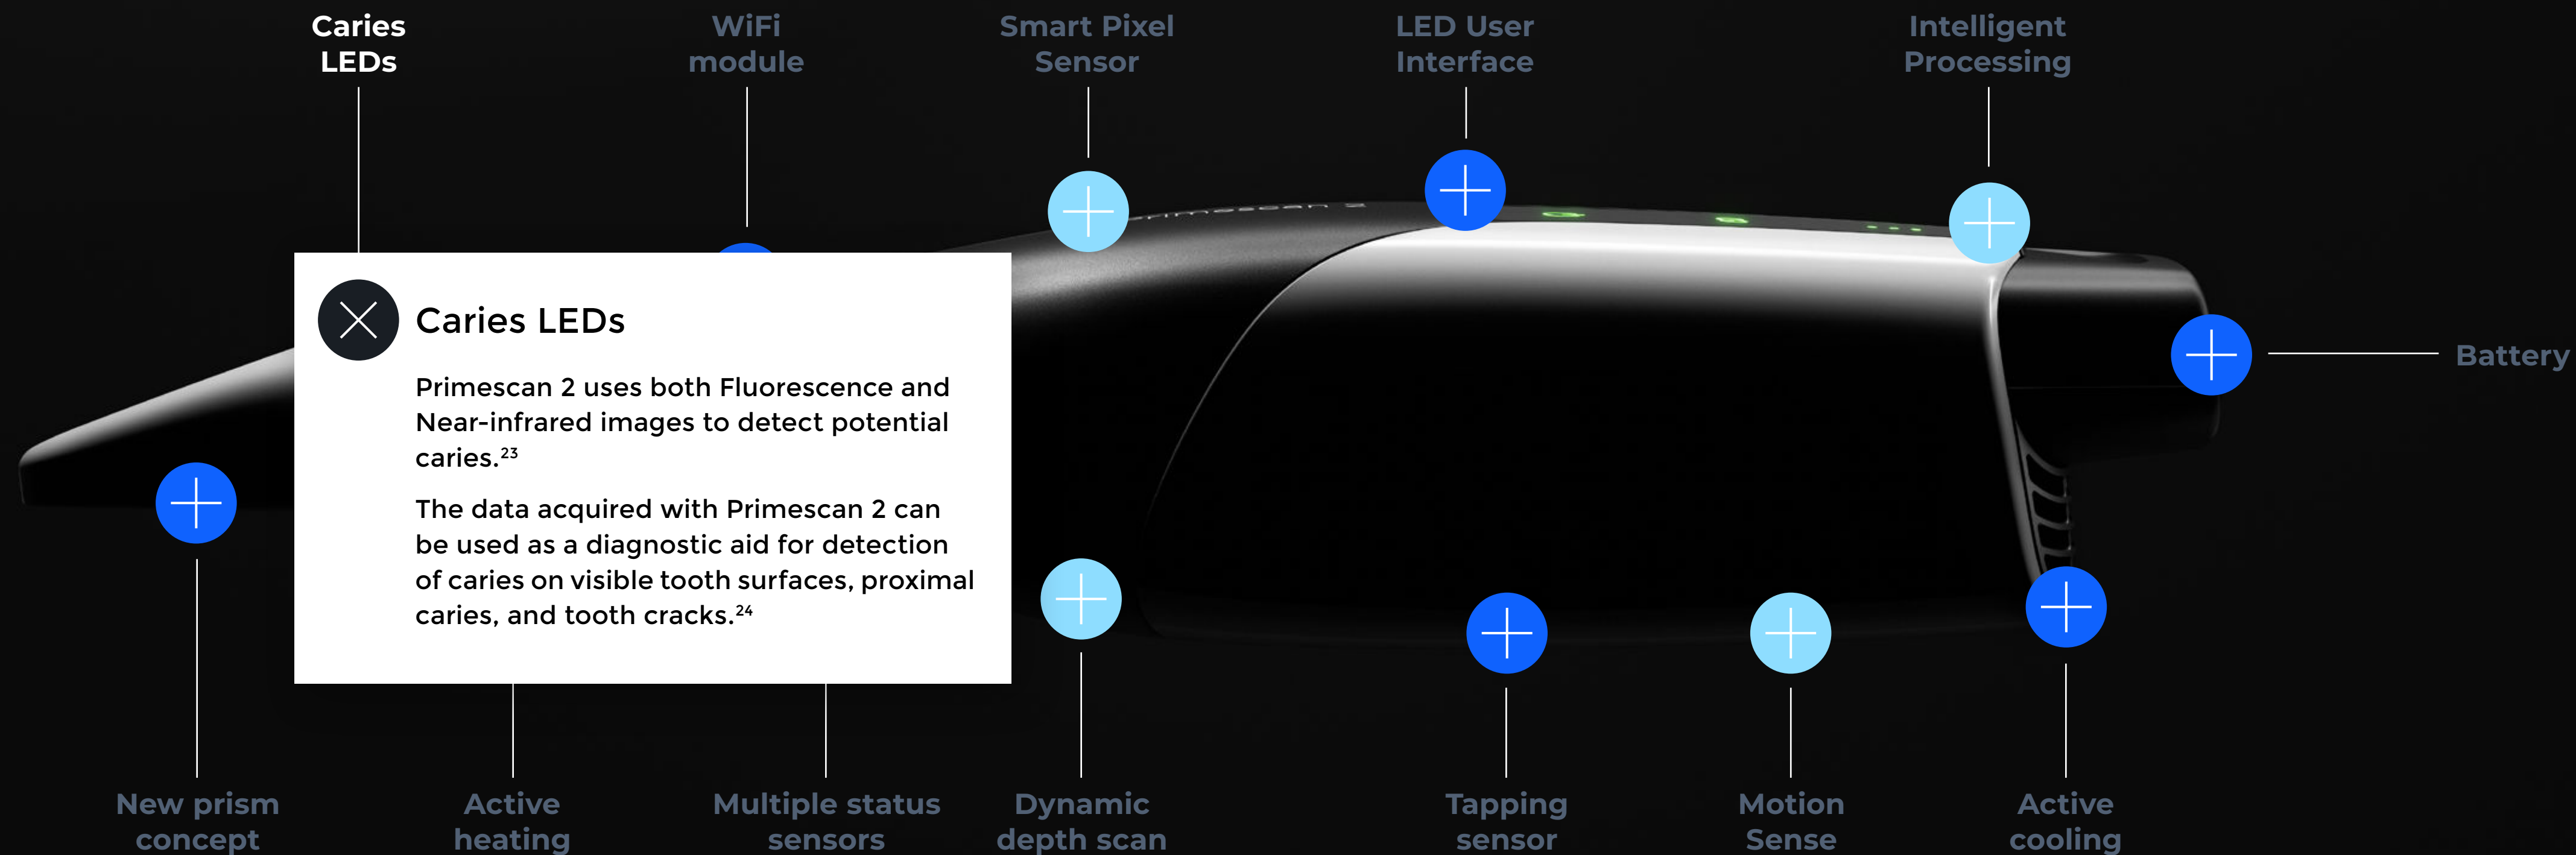 Caries
LEDs
WiFi
module
Smart Pixel
Sensor
LED User
Interface
Intelligent
Processing
primescan 2
Battery
Caries LEDs
Primescan 2 uses both Fluorescence and
Near-infrared images to detect potential
caries.²³
The data acquired with Primescan 2 can
be used as a diagnostic aid for detection
of caries on visible tooth surfaces, proximal
caries, and tooth cracks.²⁴
New prism
concept
Active
heating
Multiple status
sensors
Dynamic
depth scan
Tapping
sensor
Motion
Sense
Active
cooling